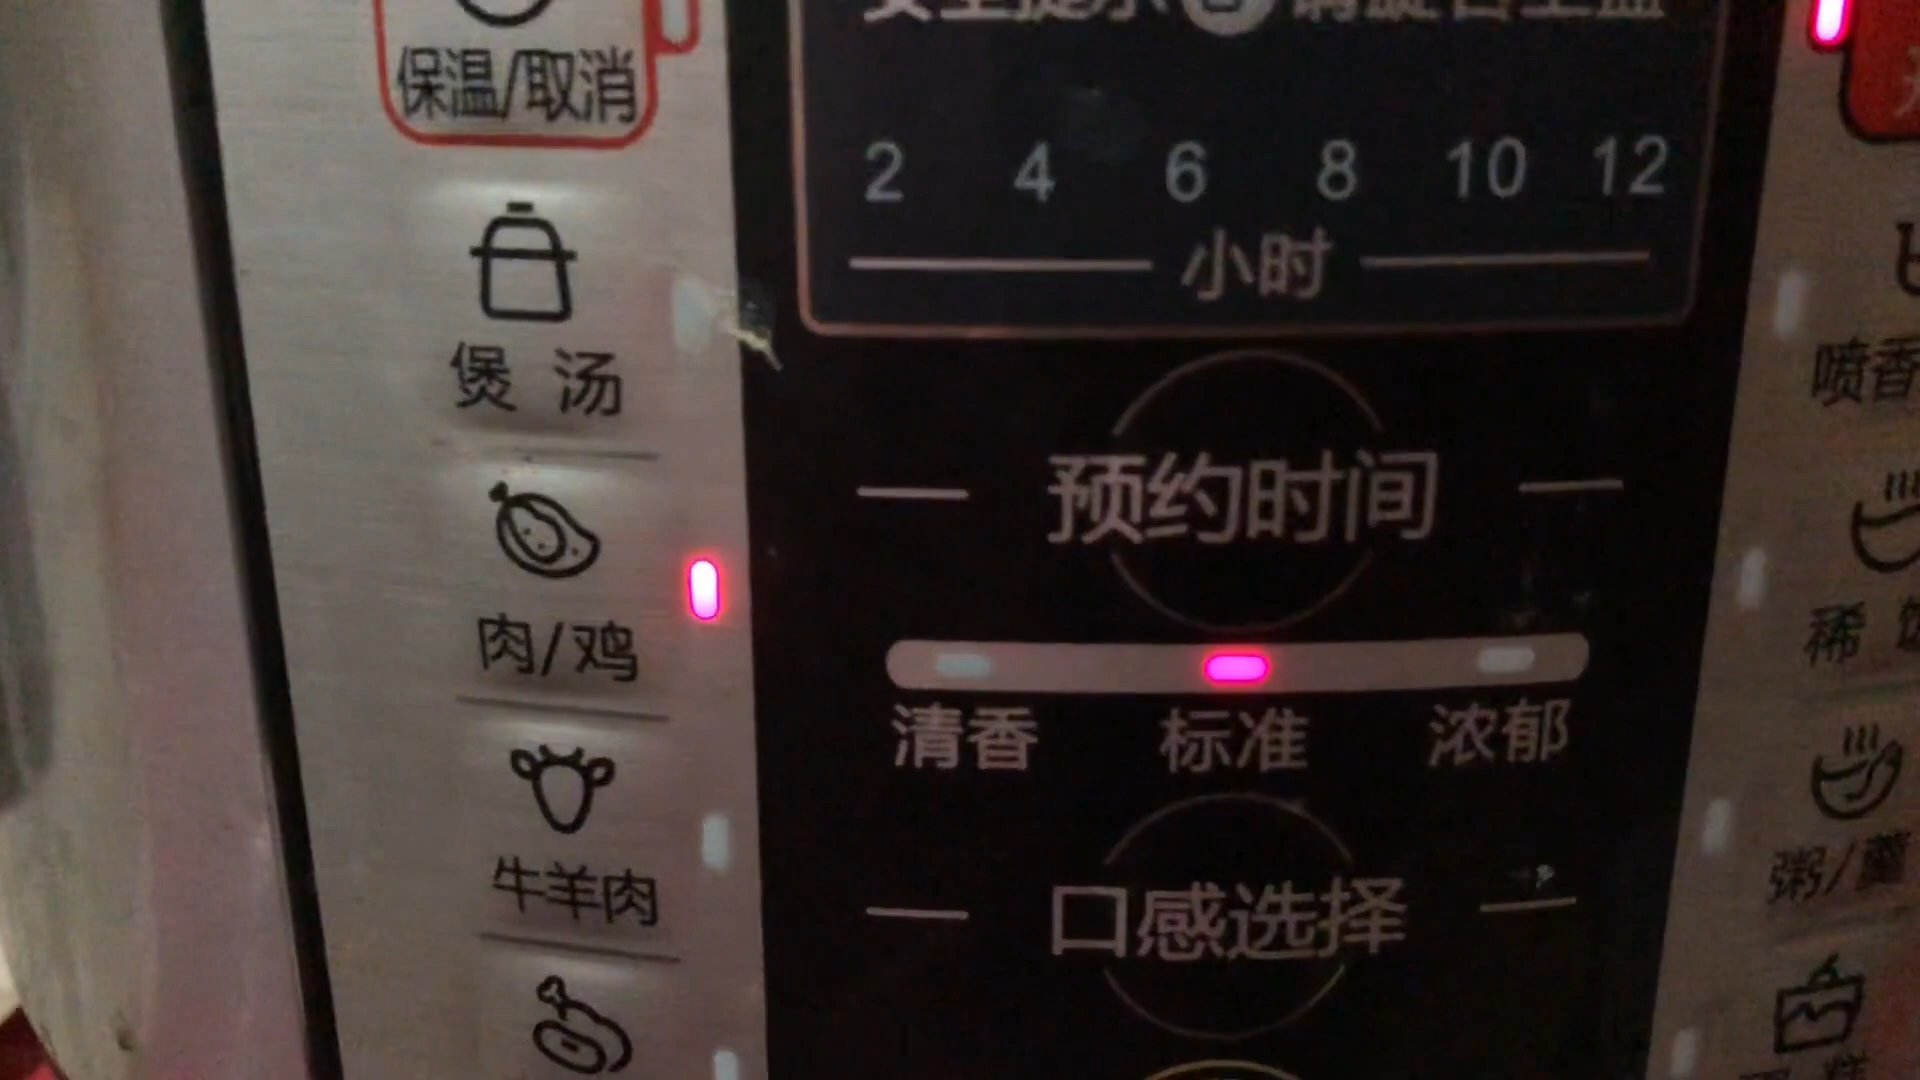 保温/取消
2 4 6 8 10 12
小时
煲汤
喷香
预约时间
肉/鸡
稀
清香 标准 浓郁
牛羊肉
粥/羹
口感选择